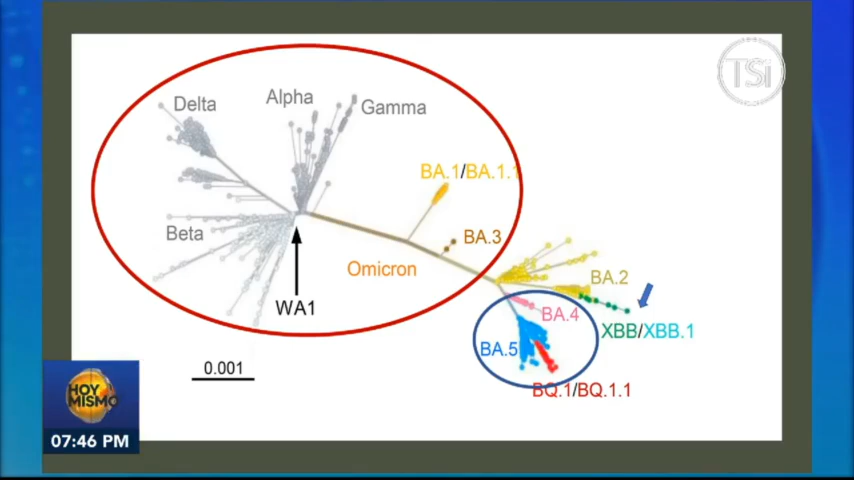 TSi
Delta
Alpha
Gamma
BA.1/BA.1.1
Beta
BA.3
Omicron
BA.2
WA1
BA.4
XBB/XBB.1
BA.5
0.001
BQ.1/BQ.1.1
HOY
MISMO
07:46 PM